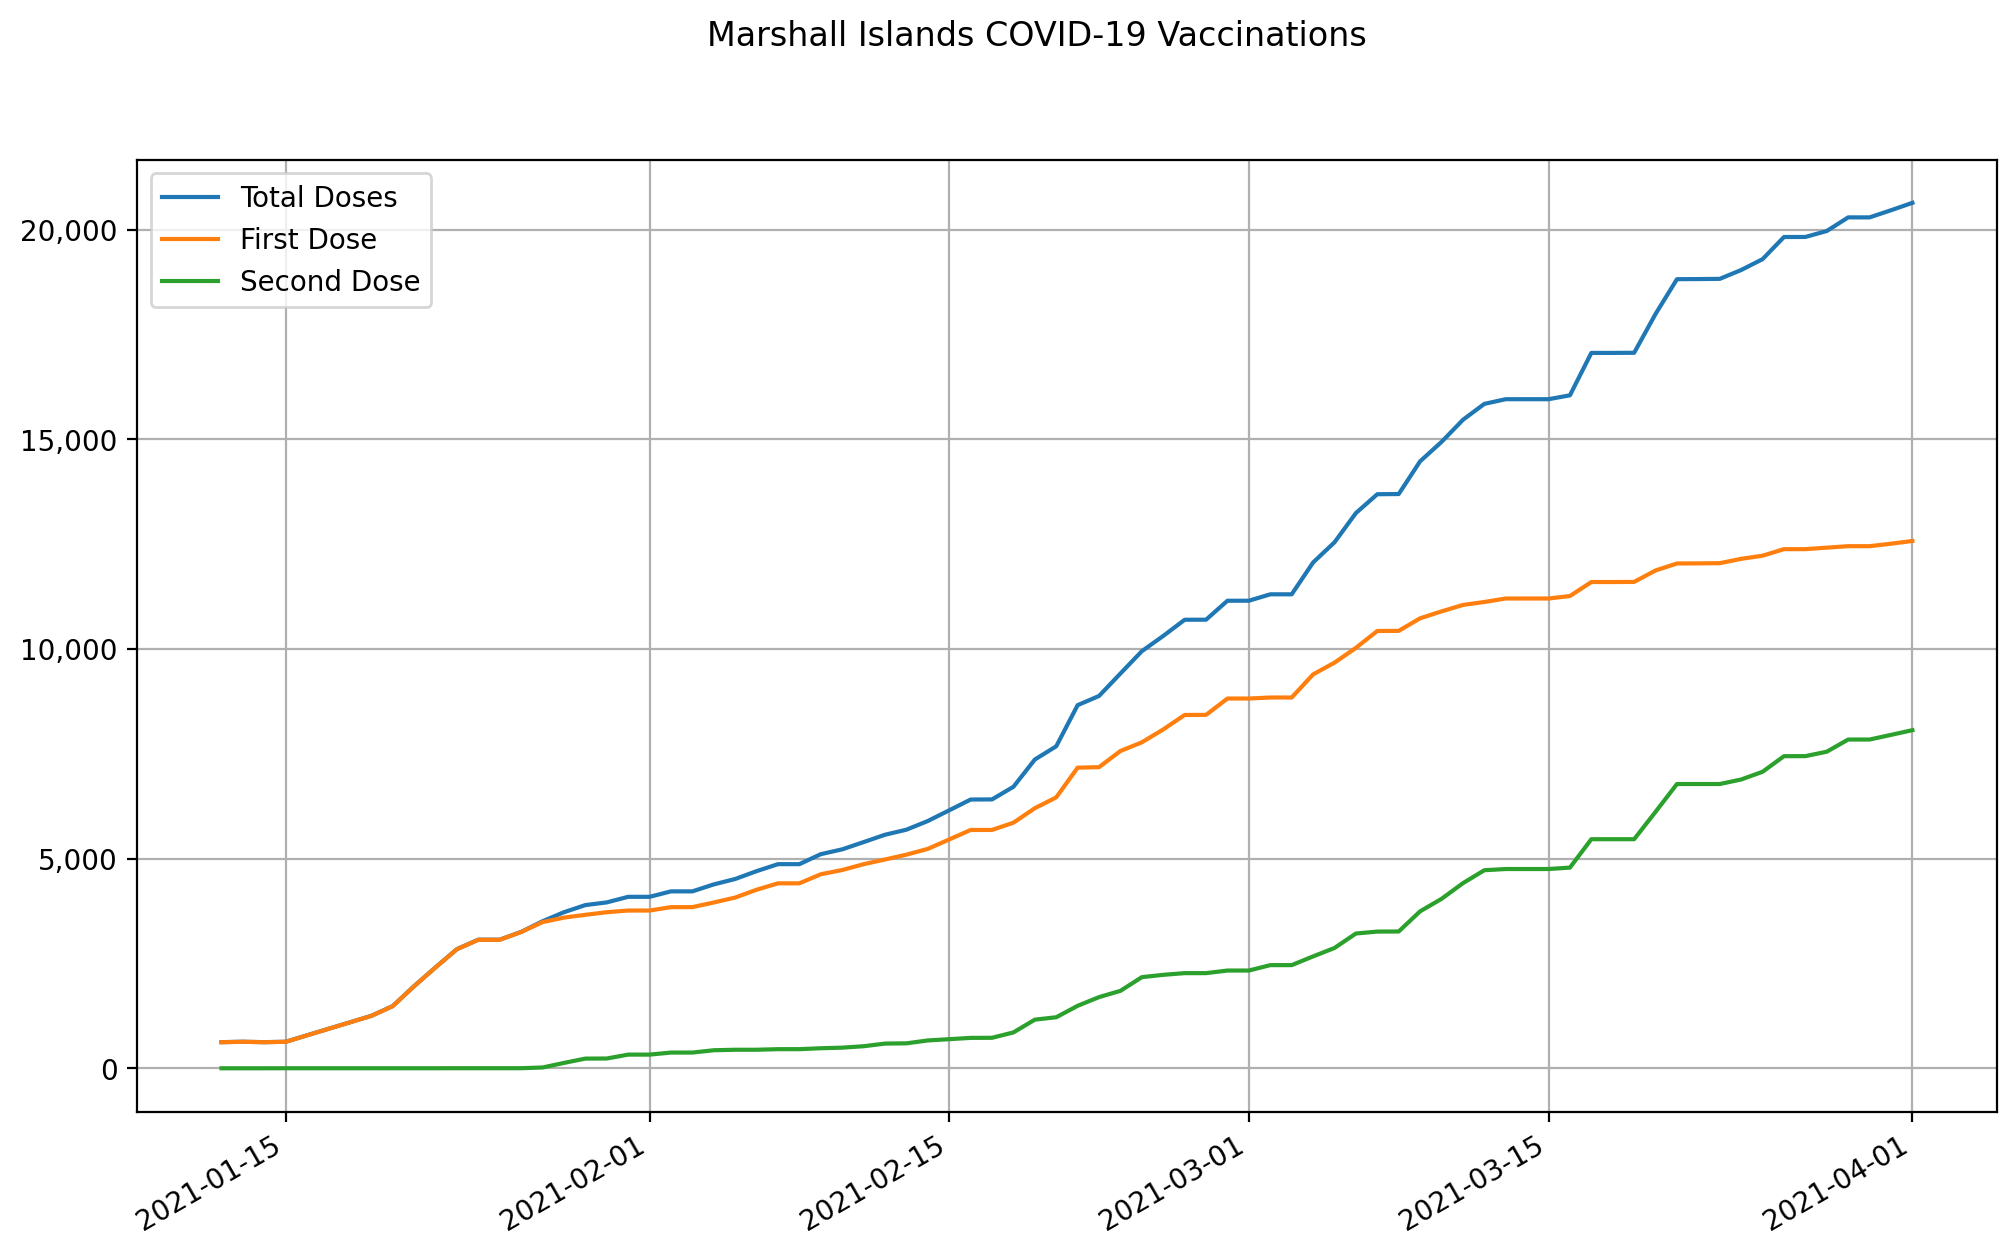 Marshall Islands COVID-19 Vaccinations
Total Doses
First Dose
Second Dose
20,000
15,000
10,000
5,000
0
2021-01-15
2021-02-01
2021-02-15
2021-03-01
2021-03-15
2021-04-01